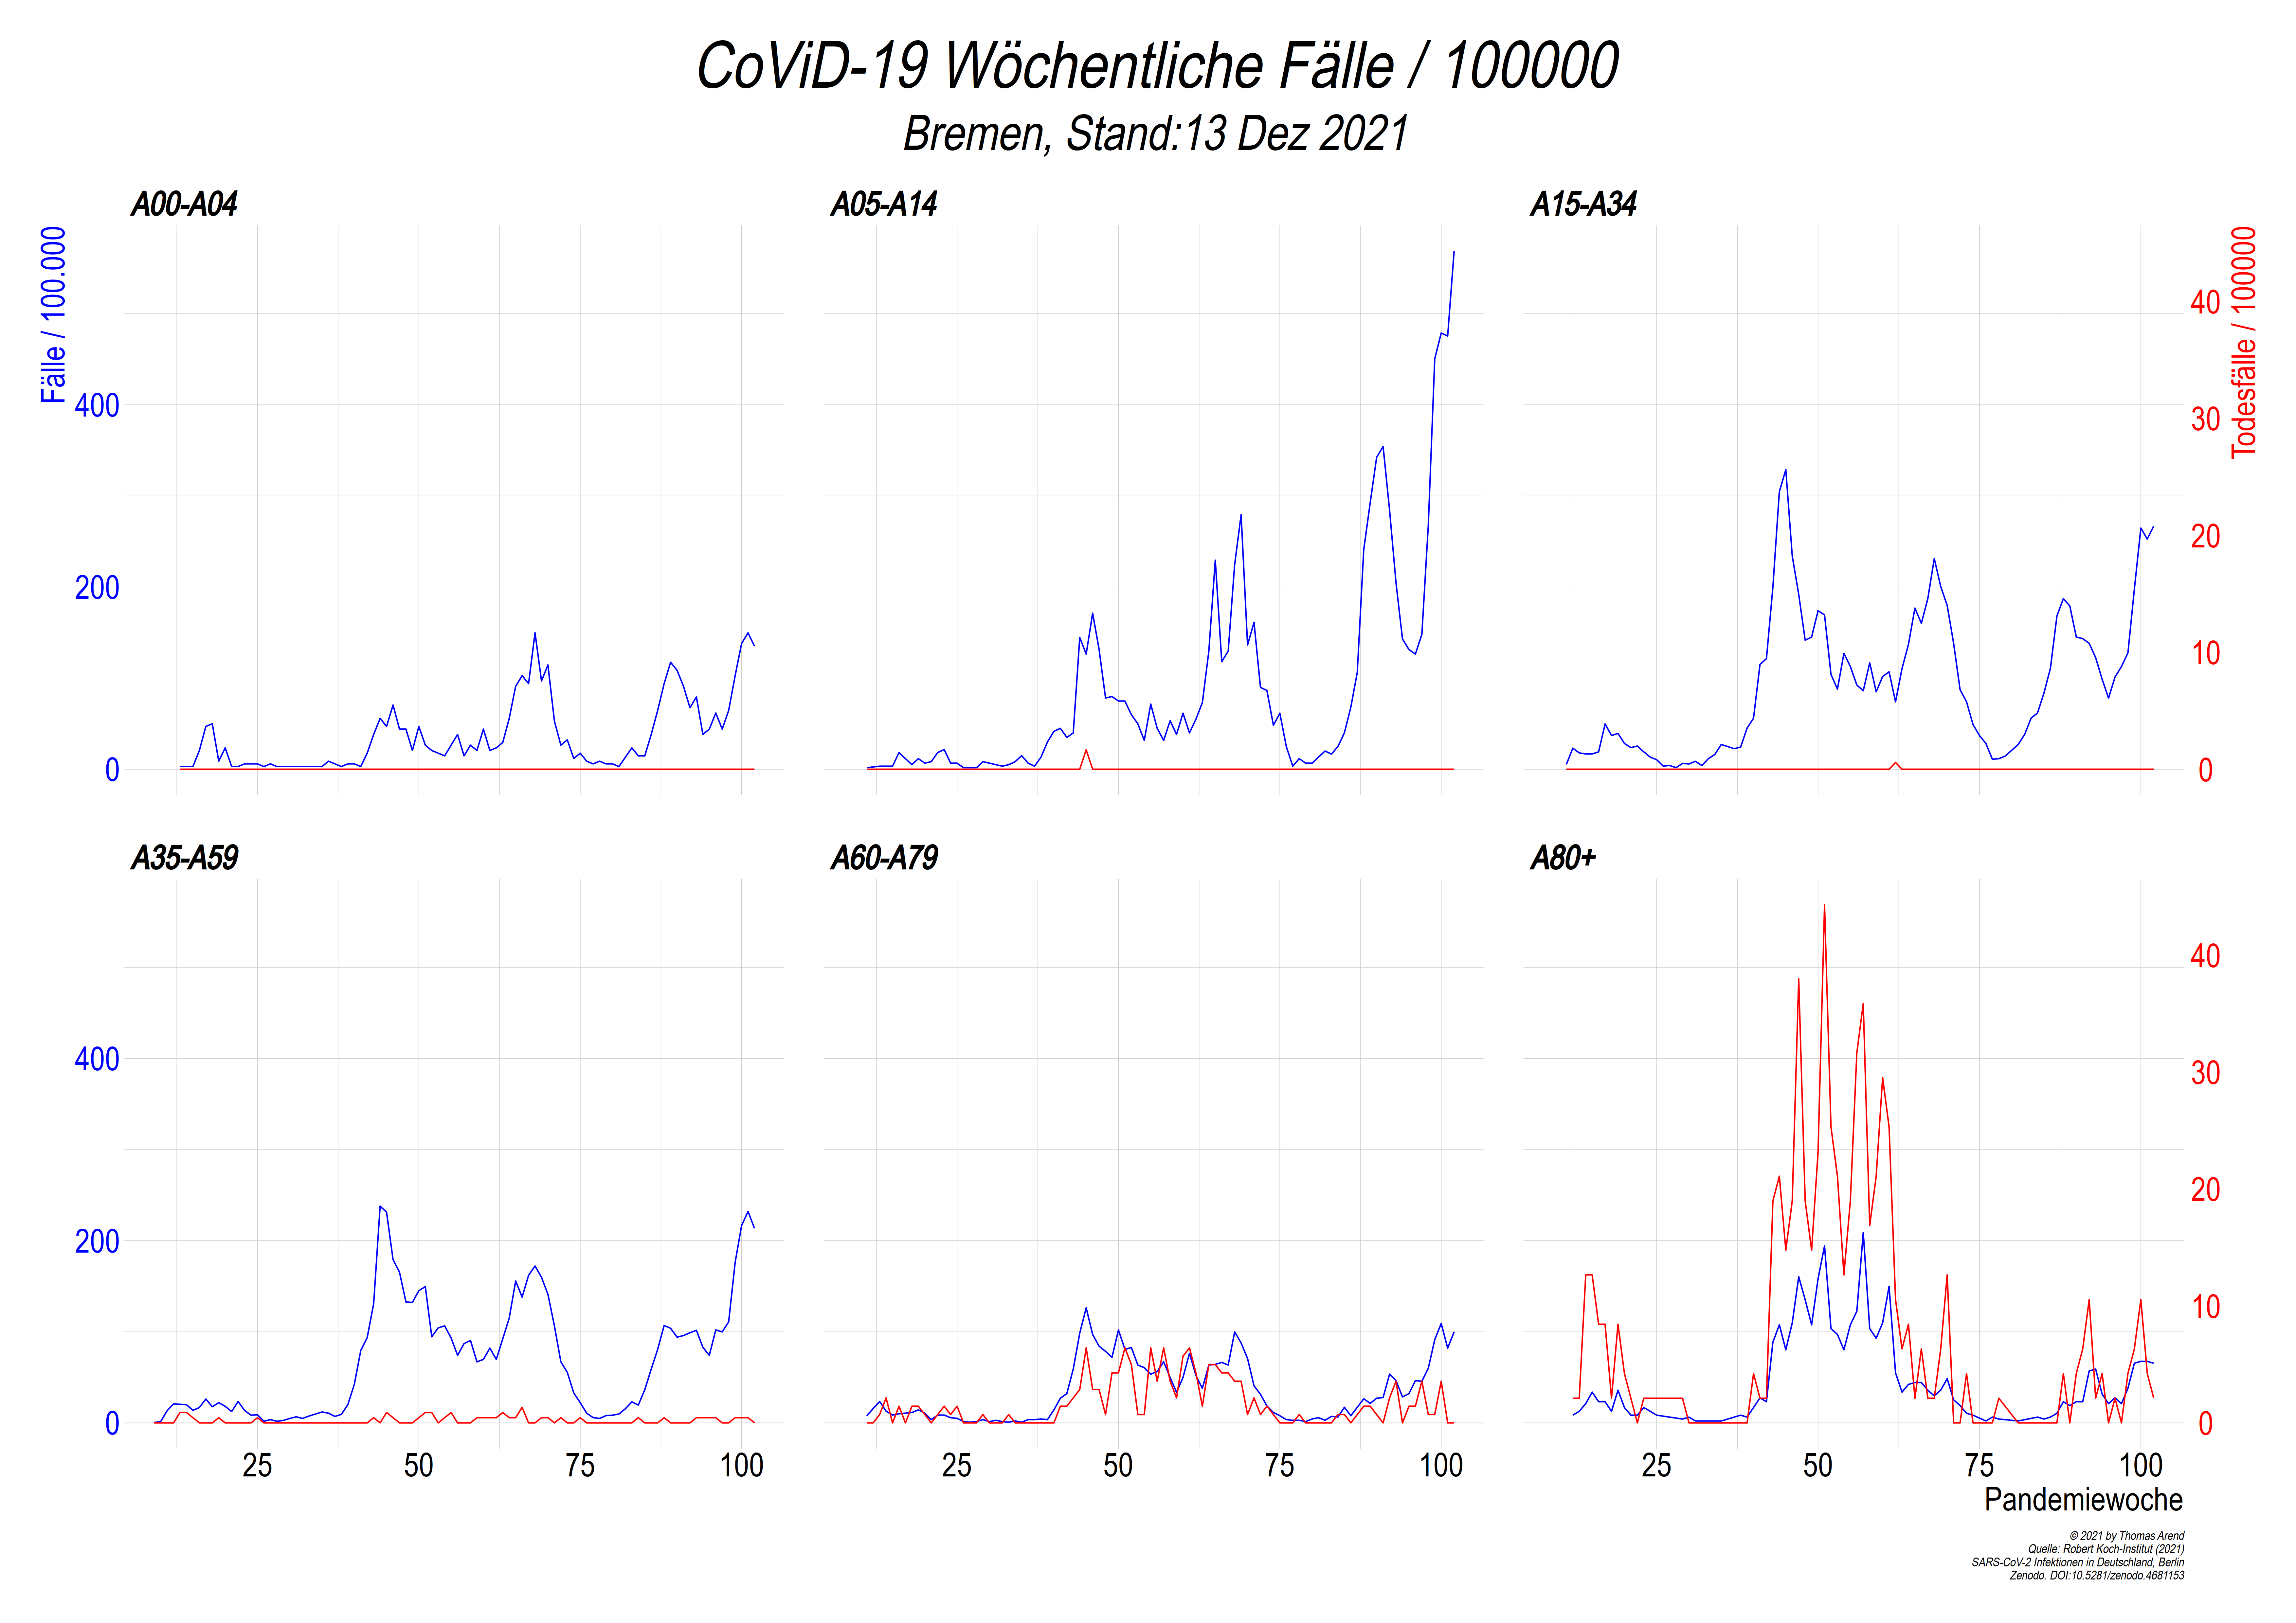 CoViD-19 Wöchentliche Fälle / 100000
Bremen, Stand:13 Dez 2021
A00-A04
A05-A14
A15-A34
Fälle / 100.000
400
200
0
Todesfälle / 100000
40
30
20
10
0
A35-A59
A60-A79
A80+
400
200
0
40
30
20
10
0
25 50 75 100
25 50 75 100
25 50 75 100
Pandemiewoche
© 2021 by Thomas Arend
Quelle: Robert Koch-Institut (2021)
SARS-CoV-2 Infektionen in Deutschland, Berlin
Zenodo. DOI:10.5281/zenodo.4681153